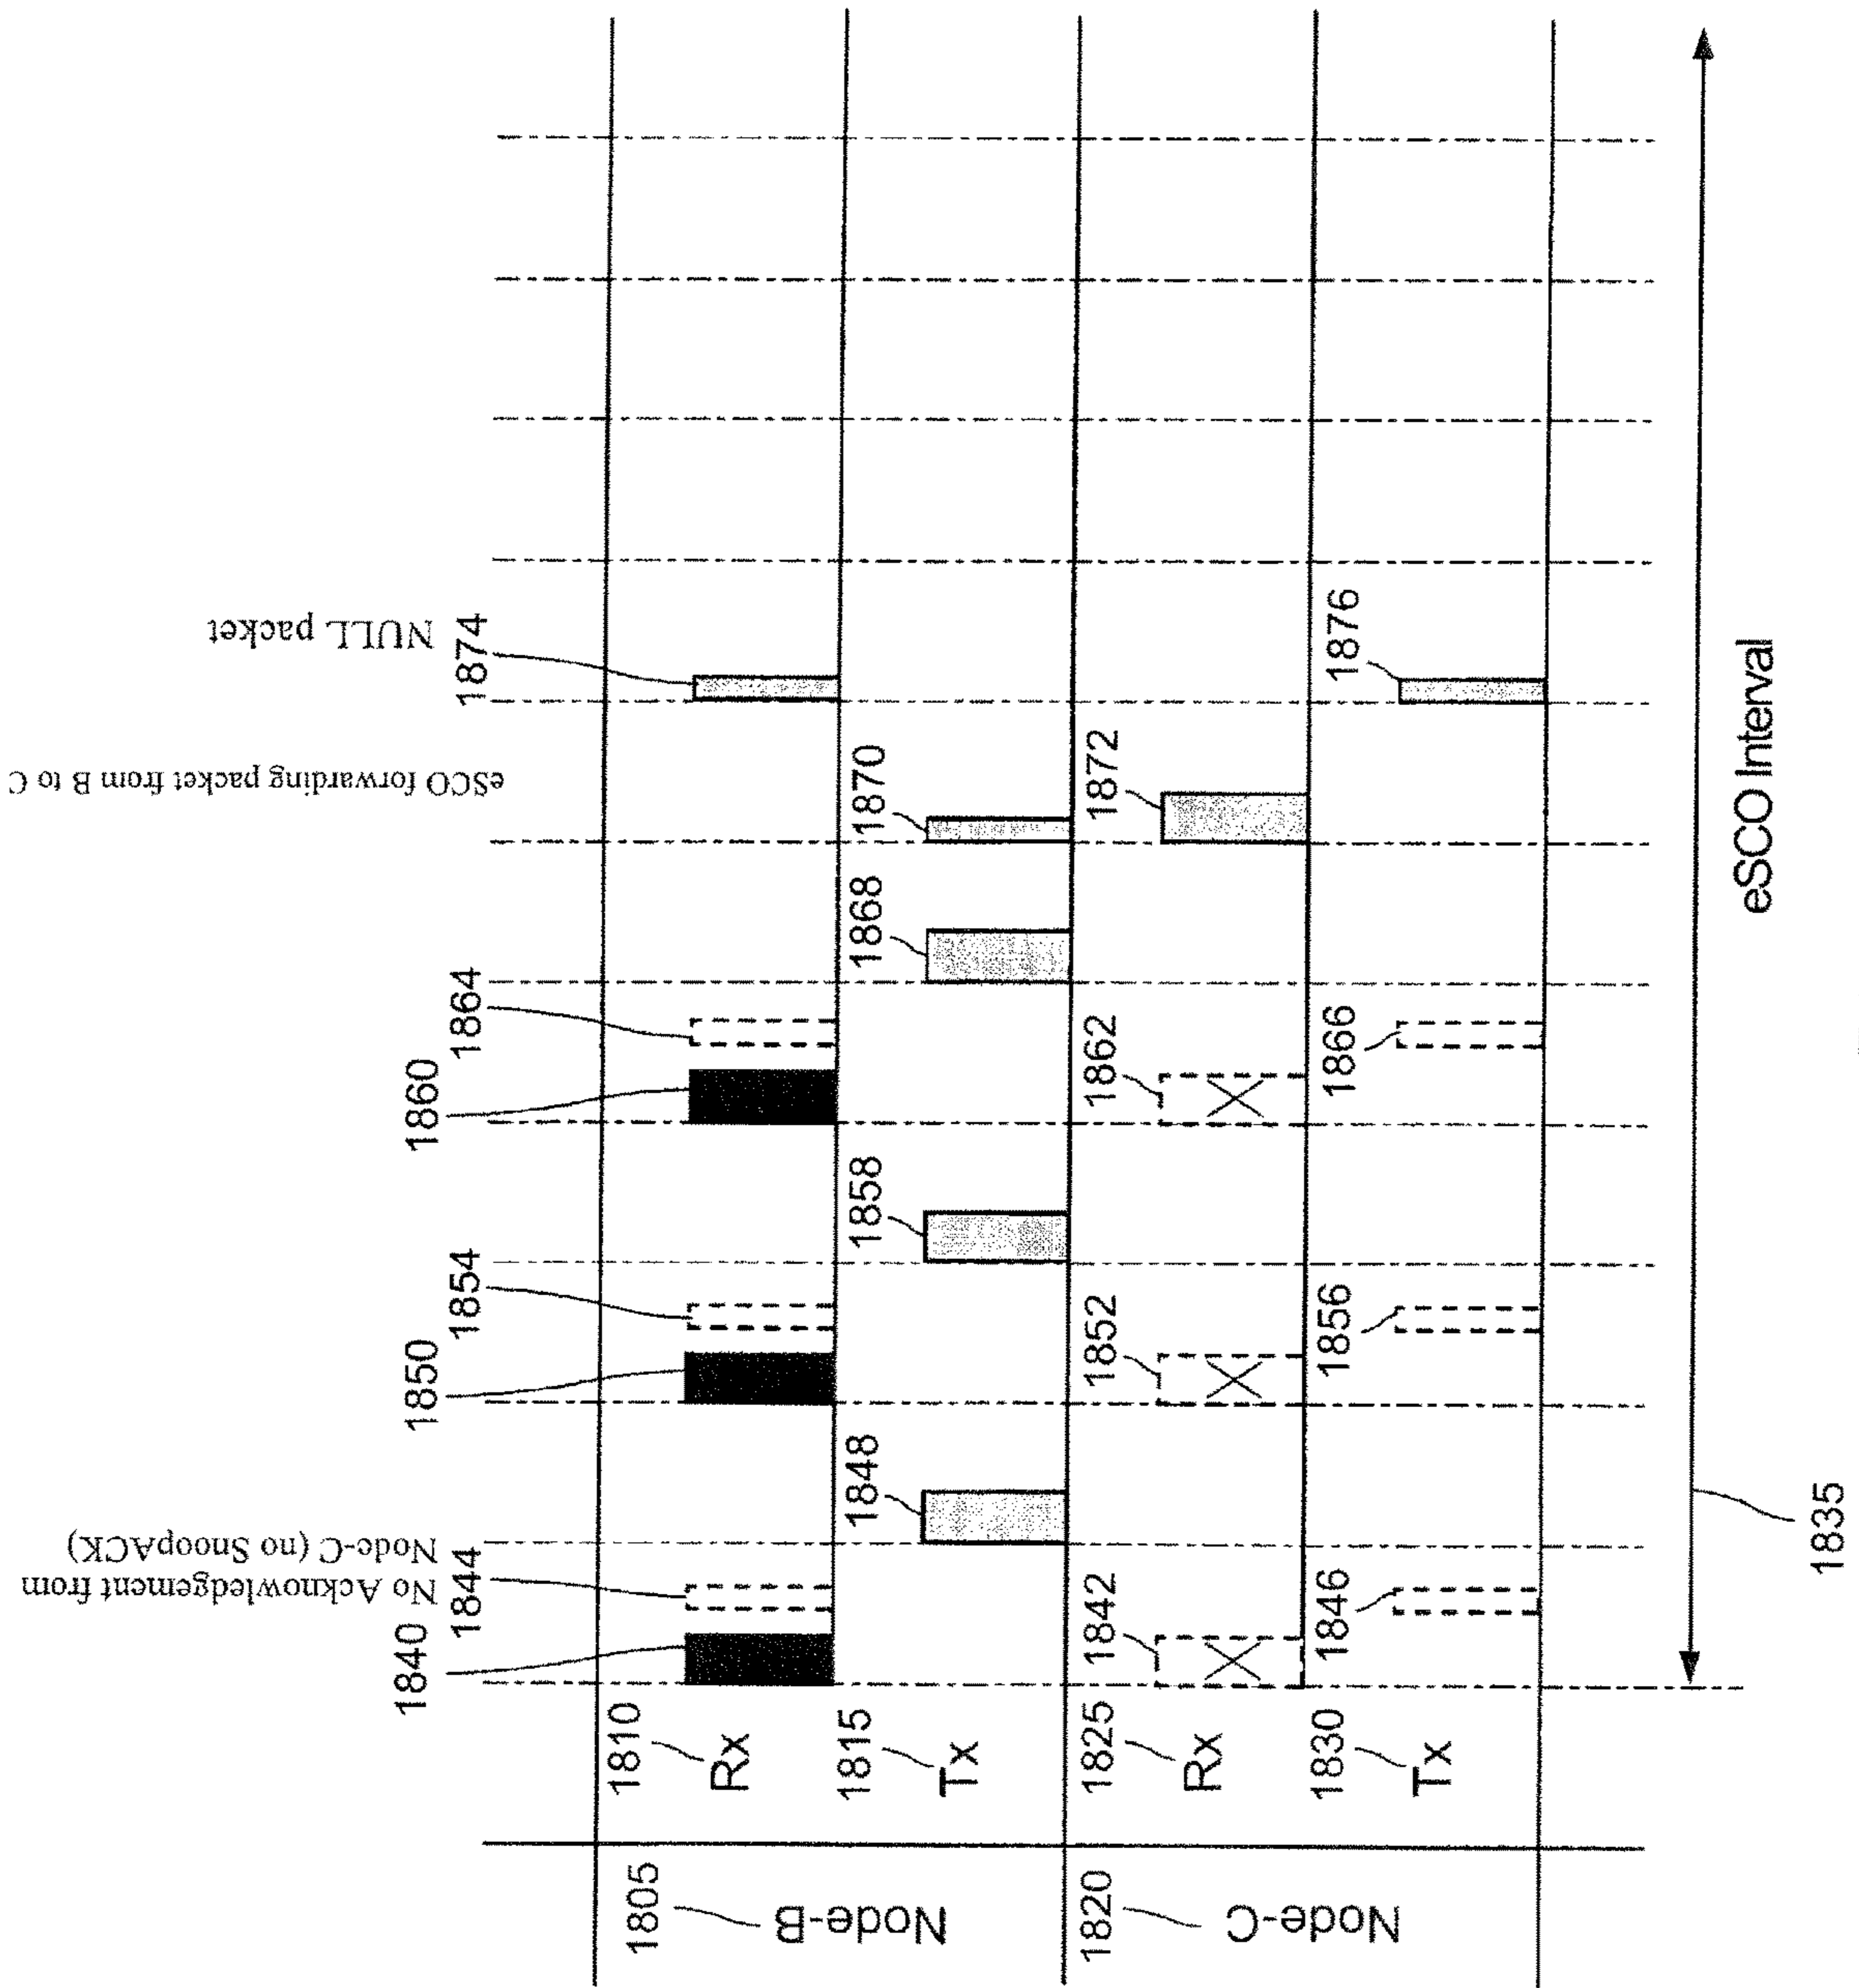 NULL packet
eSCO forwarding packet from B to C
No Acknowledgement from
Node-C (no SnoopACK)
1840
1844
1850
1854
1860
1864
1874
1805
Node-B
1810
Rx
1815
Tx
1848
1858
1868
1870
1820
Node-C
1825
Rx
1842
1852
1862
1872
1830
Tx
1846
1856
1866
1876
eSCO Interval
1835